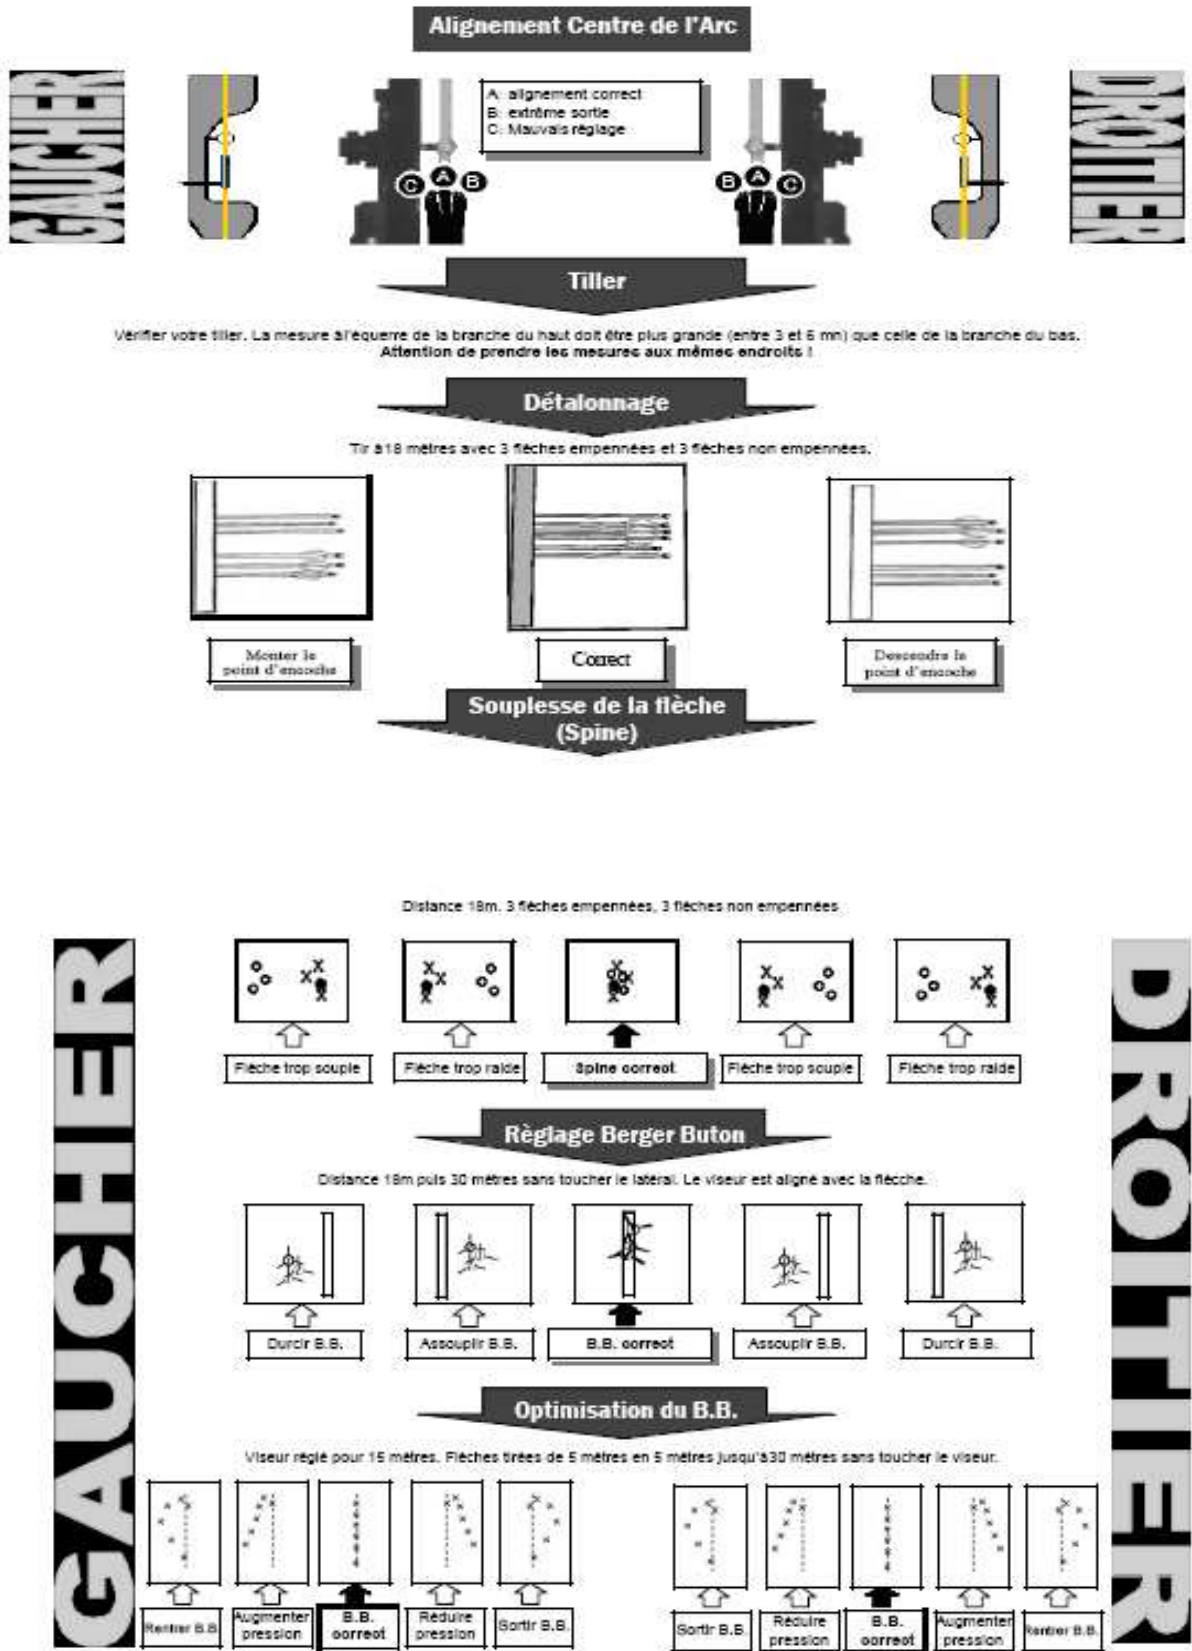 Alignement Centre de l'Arc
GAUCHER
DROITIER
A: alignement correct
B: extrême sortie
C: Mauvais réglage
C A B
B A C
Tiller
Vérifier votre tiller. La mesure à l'équerre de la branche du haut doit être plus grande (entre 3 et 6 mn) que celle de la branche du bas.
Attention de prendre les mesures aux mêmes endroits !
Détalonnage
Tir à 18 mètres avec 3 flèches empennées et 3 flèches non empennées.
Monter le
point d'encoche
Correct
Descendre le
point d'encoche
Souplesse de la flèche
(Spine)
Distance 18m. 3 flèches empennées, 3 flèches non empennées
GAUCHER
DROITIER
Flèche trop souple
Flèche trop raide
Spine correct
Flèche trop souple
Flèche trop raide
Règlage Berger Buton
Distance 18m puis 30 mètres sans toucher le latéral. Le viseur est aligné avec la flècche.
Durcir B.B.
Assouplir B.B.
B.B. correct
Assouplir B.B.
Durcir B.B.
Optimisation du B.B.
Viseur réglé pour 15 mètres. Flèches tirées de 5 mètres en 5 mètres jusqu'à 30 mètres sans toucher le viseur.
Rentrer B.B.
Augmenter
pression
B.B.
correct
Réduire
pression
Sortir B.B.
Sortir B.B.
Réduire
pression
B.B.
correct
Augmenter
pression
Rentrer B.B.